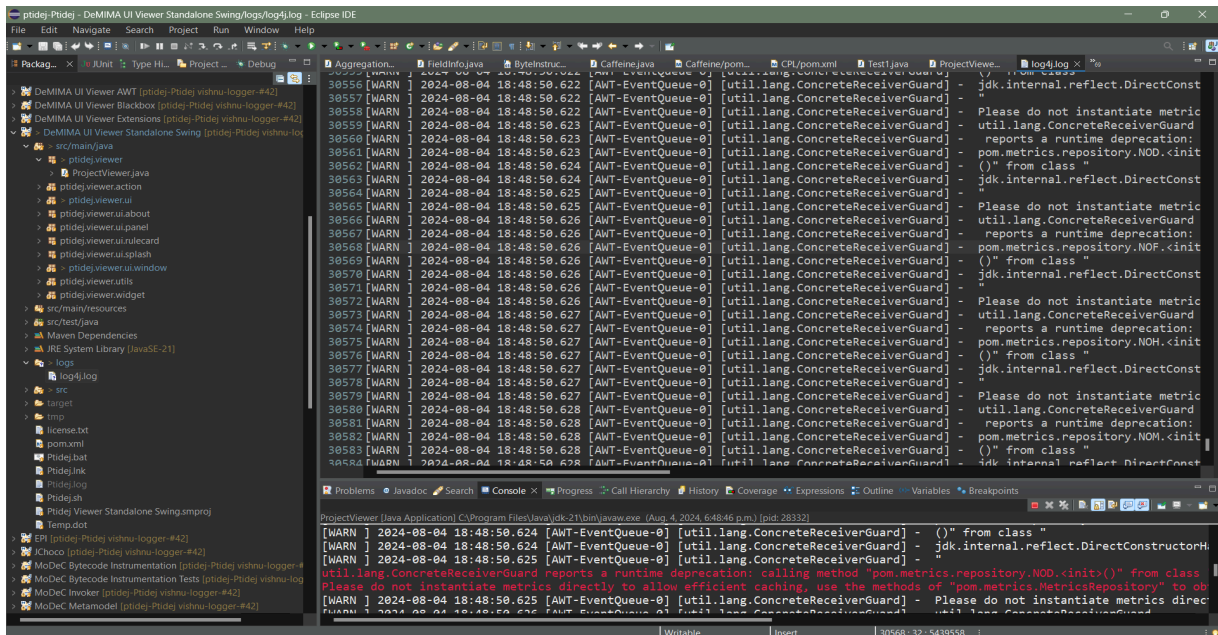 ptidej-Ptidej - DeMIMA UI Viewer Standalone Swing/logs/log4j.log - Eclipse IDE
File Edit Navigate Search Project Run Window Help
Packag... JUnit Type Hi... Project ... Debug
DeMIMA UI Viewer AWT [ptidej-Ptidej vishnu-logger-#42]
DeMIMA UI Viewer Blackbox [ptidej-Ptidej vishnu-logger-#42]
DeMIMA UI Viewer Extensions [ptidej-Ptidej vishnu-logger-#42]
> DeMIMA UI Viewer Standalone Swing [ptidej-Ptidej vishnu-log
> src/main/java
> ptidej.viewer
> ProjectViewer.java
ptidej.viewer.action
> ptidej.viewer.ui
ptidej.viewer.ui.about
ptidej.viewer.ui.panel
ptidej.viewer.ui.rulecard
ptidej.viewer.ui.splash
> ptidej.viewer.ui.window
ptidej.viewer.utils
ptidej.viewer.widget
src/main/resources
src/test/java
Maven Dependencies
JRE System Library [JavaSE-21]
> logs
log4j.log
> src
target
tmp
license.txt
pom.xml
Ptidej.bat
Ptidej.lnk
Ptidej.log
Ptidej.sh
Ptidej Viewer Standalone Swing.smproj
Temp.dot
EPI [ptidej-Ptidej vishnu-logger-#42]
JChoco [ptidej-Ptidej vishnu-logger-#42]
MoDeC Bytecode Instrumentation [ptidej-Ptidej vishnu-logger-#
MoDeC Bytecode Instrumentation Tests [ptidej-Ptidej vishnu-log
MoDeC Invoker [ptidej-Ptidej vishnu-logger-#42]
MoDeC Metamodel [ptidej-Ptidej vishnu-logger-#42]
Aggregation... FieldInfo.java ByteInstruc... Caffeine.java Caffeine/pom... CPL/pom.xml Test1.java ProjectViewe... log4j.log
30555 [WARN ] 2024-08-04 18:48:50.622 [AWT-EventQueue-0] [util.lang.ConcreteReceiverGuard] - ()" from class "
30556 [WARN ] 2024-08-04 18:48:50.622 [AWT-EventQueue-0] [util.lang.ConcreteReceiverGuard] - jdk.internal.reflect.DirectConst
30557 [WARN ] 2024-08-04 18:48:50.622 [AWT-EventQueue-0] [util.lang.ConcreteReceiverGuard] - "
30558 [WARN ] 2024-08-04 18:48:50.622 [AWT-EventQueue-0] [util.lang.ConcreteReceiverGuard] - Please do not instantiate metric
30559 [WARN ] 2024-08-04 18:48:50.623 [AWT-EventQueue-0] [util.lang.ConcreteReceiverGuard] - util.lang.ConcreteReceiverGuard
30560 [WARN ] 2024-08-04 18:48:50.623 [AWT-EventQueue-0] [util.lang.ConcreteReceiverGuard] - reports a runtime deprecation:
30561 [WARN ] 2024-08-04 18:48:50.623 [AWT-EventQueue-0] [util.lang.ConcreteReceiverGuard] - pom.metrics.repository.NOD.<init
30562 [WARN ] 2024-08-04 18:48:50.624 [AWT-EventQueue-0] [util.lang.ConcreteReceiverGuard] - ()" from class "
30563 [WARN ] 2024-08-04 18:48:50.624 [AWT-EventQueue-0] [util.lang.ConcreteReceiverGuard] - jdk.internal.reflect.DirectConst
30564 [WARN ] 2024-08-04 18:48:50.625 [AWT-EventQueue-0] [util.lang.ConcreteReceiverGuard] - "
30565 [WARN ] 2024-08-04 18:48:50.625 [AWT-EventQueue-0] [util.lang.ConcreteReceiverGuard] - Please do not instantiate metric
30566 [WARN ] 2024-08-04 18:48:50.626 [AWT-EventQueue-0] [util.lang.ConcreteReceiverGuard] - util.lang.ConcreteReceiverGuard
30567 [WARN ] 2024-08-04 18:48:50.626 [AWT-EventQueue-0] [util.lang.ConcreteReceiverGuard] - reports a runtime deprecation:
30568 [WARN ] 2024-08-04 18:48:50.626 [AWT-EventQueue-0] [util.lang.ConcreteReceiverGuard] - pom.metrics.repository.NOF.<init
30569 [WARN ] 2024-08-04 18:48:50.626 [AWT-EventQueue-0] [util.lang.ConcreteReceiverGuard] - ()" from class "
30570 [WARN ] 2024-08-04 18:48:50.626 [AWT-EventQueue-0] [util.lang.ConcreteReceiverGuard] - jdk.internal.reflect.DirectConst
30571 [WARN ] 2024-08-04 18:48:50.626 [AWT-EventQueue-0] [util.lang.ConcreteReceiverGuard] - "
30572 [WARN ] 2024-08-04 18:48:50.626 [AWT-EventQueue-0] [util.lang.ConcreteReceiverGuard] - Please do not instantiate metric
30573 [WARN ] 2024-08-04 18:48:50.627 [AWT-EventQueue-0] [util.lang.ConcreteReceiverGuard] - util.lang.ConcreteReceiverGuard
30574 [WARN ] 2024-08-04 18:48:50.627 [AWT-EventQueue-0] [util.lang.ConcreteReceiverGuard] - reports a runtime deprecation:
30575 [WARN ] 2024-08-04 18:48:50.627 [AWT-EventQueue-0] [util.lang.ConcreteReceiverGuard] - pom.metrics.repository.NOH.<init
30576 [WARN ] 2024-08-04 18:48:50.627 [AWT-EventQueue-0] [util.lang.ConcreteReceiverGuard] - ()" from class "
30577 [WARN ] 2024-08-04 18:48:50.627 [AWT-EventQueue-0] [util.lang.ConcreteReceiverGuard] - jdk.internal.reflect.DirectConst
30578 [WARN ] 2024-08-04 18:48:50.627 [AWT-EventQueue-0] [util.lang.ConcreteReceiverGuard] - "
30579 [WARN ] 2024-08-04 18:48:50.627 [AWT-EventQueue-0] [util.lang.ConcreteReceiverGuard] - Please do not instantiate metric
30580 [WARN ] 2024-08-04 18:48:50.628 [AWT-EventQueue-0] [util.lang.ConcreteReceiverGuard] - util.lang.ConcreteReceiverGuard
30581 [WARN ] 2024-08-04 18:48:50.628 [AWT-EventQueue-0] [util.lang.ConcreteReceiverGuard] - reports a runtime deprecation:
30582 [WARN ] 2024-08-04 18:48:50.628 [AWT-EventQueue-0] [util.lang.ConcreteReceiverGuard] - pom.metrics.repository.NOM.<init
30583 [WARN ] 2024-08-04 18:48:50.628 [AWT-EventQueue-0] [util.lang.ConcreteReceiverGuard] - ()" from class "
30584 [WARN ] 2024-08-04 18:48:50.628 [AWT-EventQueue-0] [util.lang.ConcreteReceiverGuard] - jdk.internal.reflect.DirectConst
Problems Javadoc Search Console Progress Call Hierarchy History Coverage Expressions Outline Variables Breakpoints
ProjectViewer [Java Application] C:\Program Files\Java\jdk-21\bin\javaw.exe (Aug. 4, 2024, 6:48:46 p.m.) [pid: 28332]
[WARN ] 2024-08-04 18:48:50.624 [AWT-EventQueue-0] [util.lang.ConcreteReceiverGuard] - ()" from class "
[WARN ] 2024-08-04 18:48:50.624 [AWT-EventQueue-0] [util.lang.ConcreteReceiverGuard] - jdk.internal.reflect.DirectConstructorHa
[WARN ] 2024-08-04 18:48:50.625 [AWT-EventQueue-0] [util.lang.ConcreteReceiverGuard] - "
util.lang.ConcreteReceiverGuard reports a runtime deprecation: calling method "pom.metrics.repository.NOD.<init>()" from class
Please do not instantiate metrics directly to allow efficient caching, use the methods of "pom.metrics.MetricsRepository" to ob
[WARN ] 2024-08-04 18:48:50.625 [AWT-EventQueue-0] [util.lang.ConcreteReceiverGuard] - Please do not instantiate metrics direc
Writable Insert 30568 : 32 : 5439558